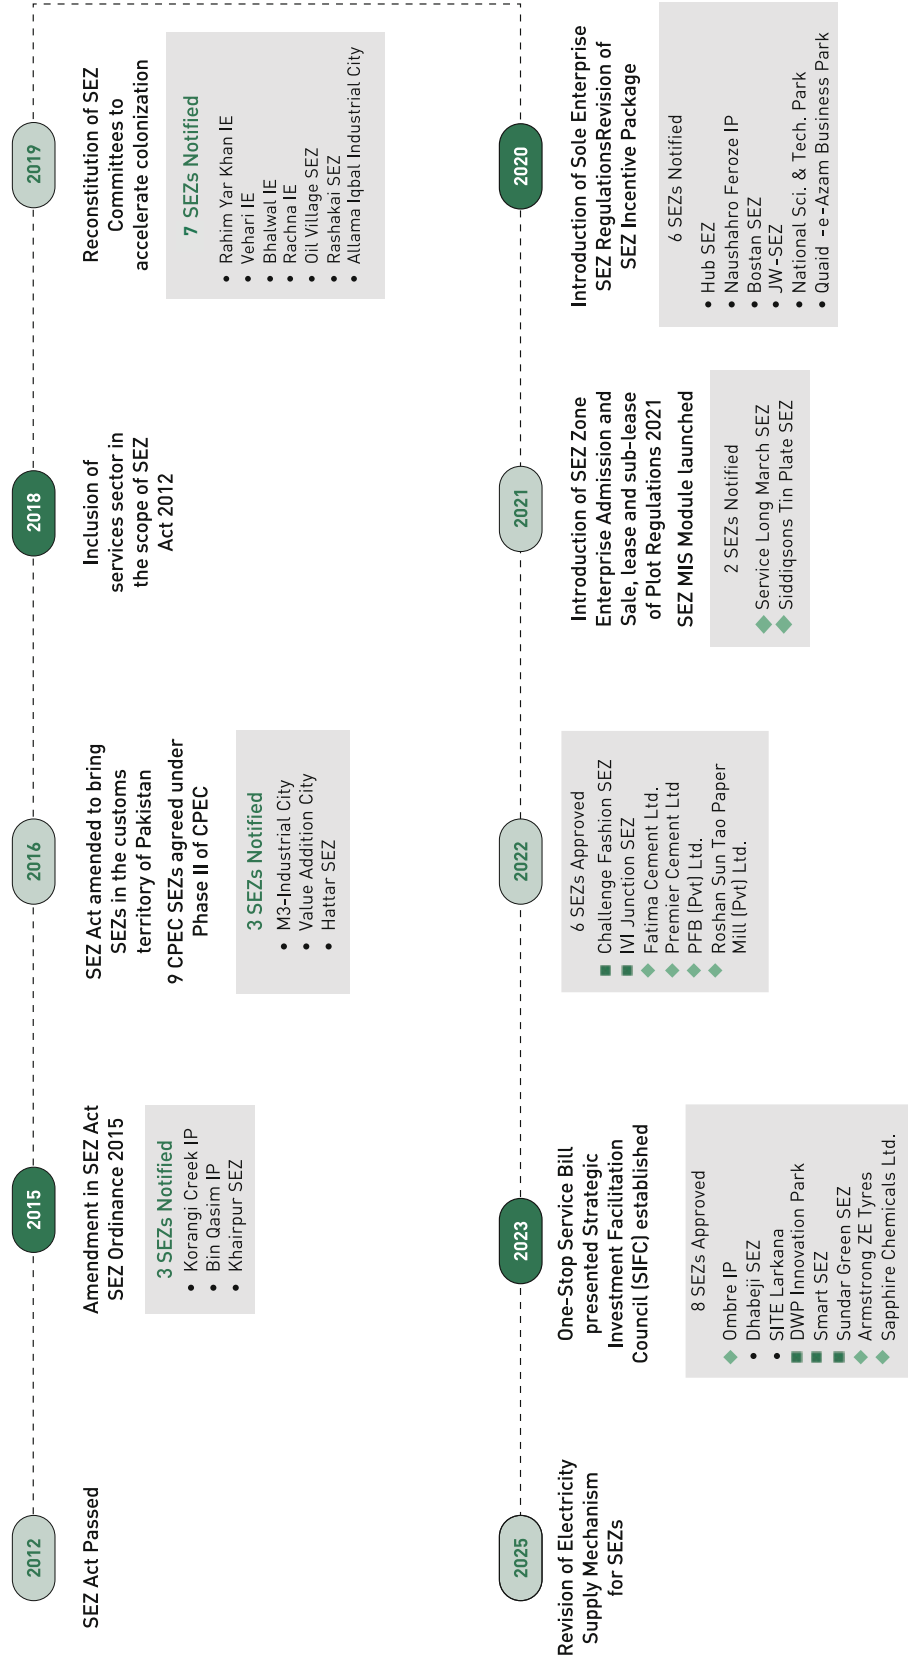 2012
SEZ Act Passed
2015
Amendment in SEZ Act
SEZ Ordinance 2015
3 SEZs Notified
• Korangi Creek IP
• Bin Qasim IP
• Khairpur SEZ
2016
SEZ Act amended to bring
SEZs in the customs
territory of Pakistan
9 CPEC SEZs agreed under
Phase II of CPEC
3 SEZs Notified
• M3-Industrial City
• Value Addition City
• Hattar SEZ
2018
Inclusion of
services sector in
the scope of SEZ
Act 2012
2019
Reconstitution of SEZ
Committees to
accelerate colonization
7 SEZs Notified
• Rahim Yar Khan IE
• Vehari IE
• Bhalwal IE
• Rachna IE
• Oil Village SEZ
• Rashakai SEZ
• Allama Iqbal Industrial City
2020
Introduction of Sole Enterprise
SEZ RegulationsRevision of
SEZ Incentive Package
6 SEZs Notified
• Hub SEZ
• Naushahro Feroze IP
• Bostan SEZ
• JW-SEZ
• National Sci. & Tech. Park
• Quaid -e-Azam Business Park
2021
Introduction of SEZ Zone
Enterprise Admission and
Sale, lease and sub-lease
of Plot Regulations 2021
SEZ MIS Module launched
2 SEZs Notified
Service Long March SEZ
Siddiqsons Tin Plate SEZ
2022
6 SEZs Approved
Challenge Fashion SEZ
IVI Junction SEZ
Fatima Cement Ltd.
Premier Cement Ltd
PFB (Pvt) Ltd.
Roshan Sun Tao Paper
Mill (Pvt) Ltd.
2023
One-Stop Service Bill
presented Strategic
Investment Facilitation
Council (SIFC) established
8 SEZs Approved
Ombre IP
• Dhabeji SEZ
• SITE Larkana
DWP Innovation Park
Smart SEZ
Sundar Green SEZ
Armstrong ZE Tyres
Sapphire Chemicals Ltd.
2025
Revision of Electricity
Supply Mechanism
for SEZs